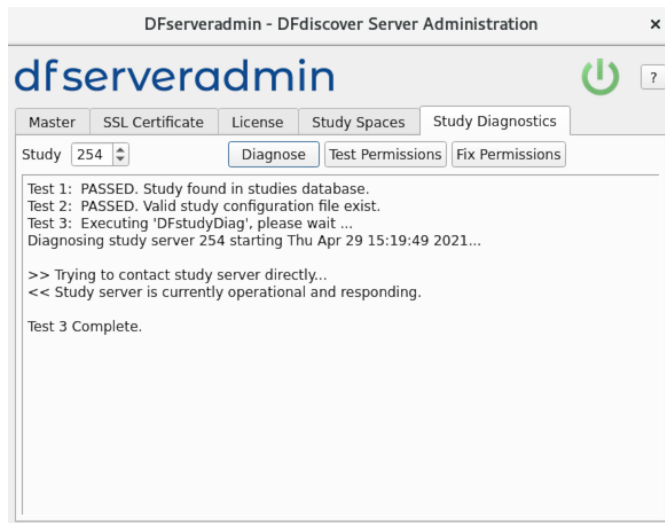 DFserveradmin - DFdiscover Server Administration ×
dfserveradmin ?
Master SSL Certificate License Study Spaces Study Diagnostics
Study 254 Diagnose Test Permissions Fix Permissions
Test 1: PASSED. Study found in studies database.
Test 2: PASSED. Valid study configuration file exist.
Test 3: Executing 'DFstudyDiag', please wait ...
Diagnosing study server 254 starting Thu Apr 29 15:19:49 2021...
>> Trying to contact study server directly...
<< Study server is currently operational and responding.
Test 3 Complete.